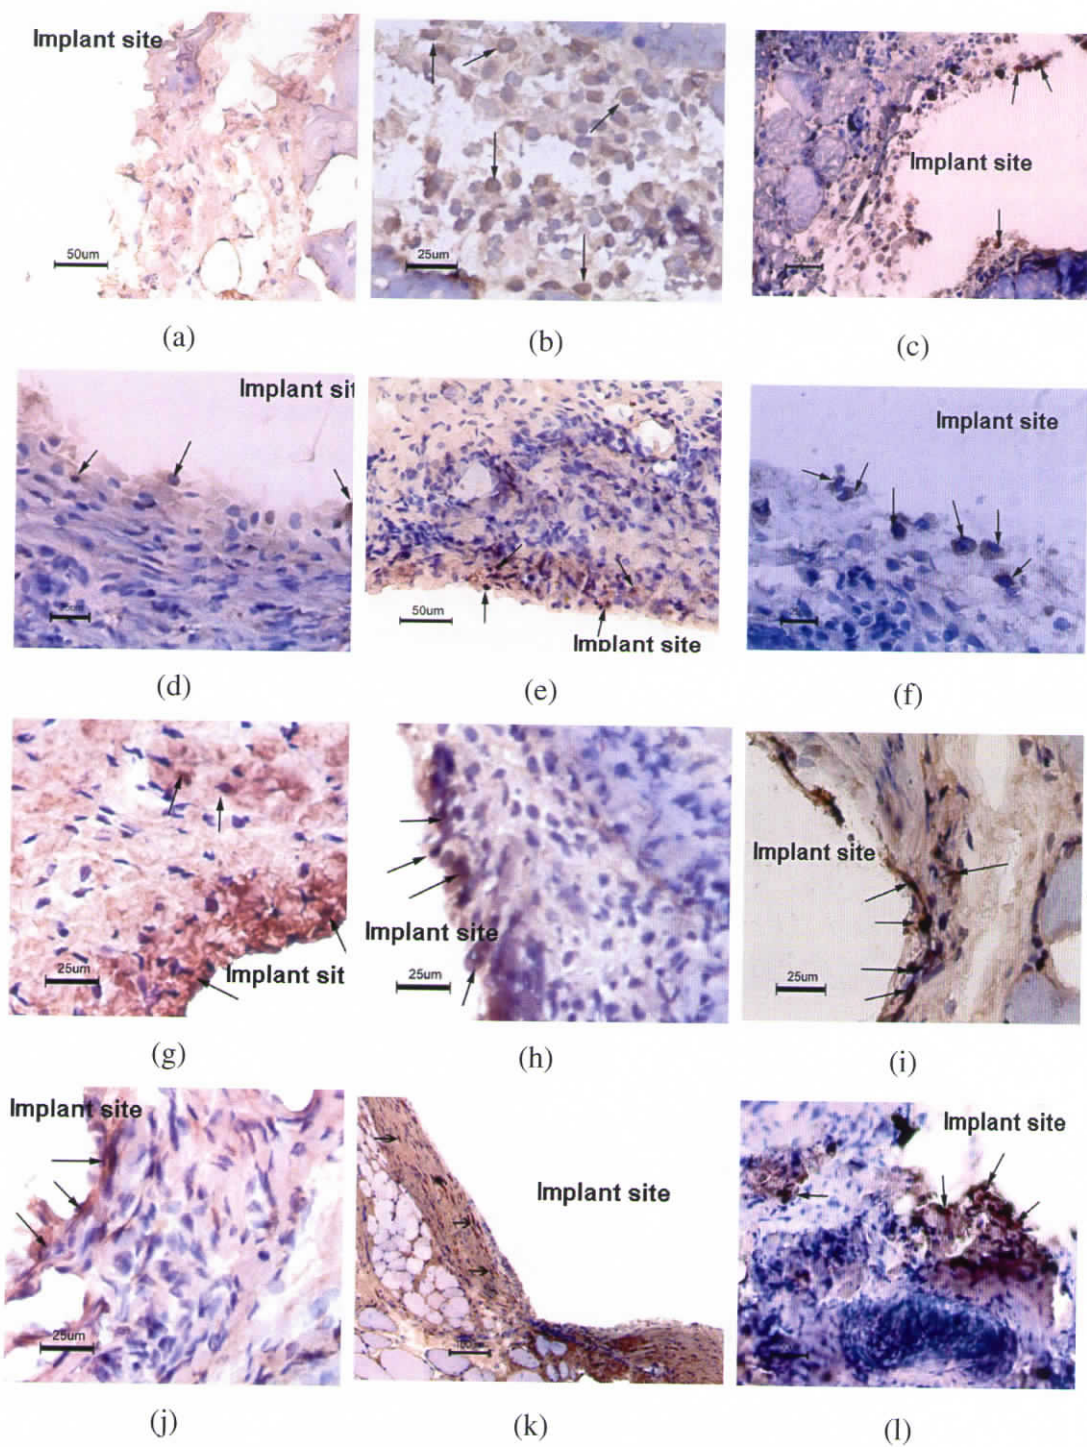 Implant site
50um
25um
Implant site
(a)
(b)
(c)
Implant sit
50um
Implant site
Implant site
(d)
(e)
(f)
25um
Implant sit
Implant site
25um
Implant site
25um
(g)
(h)
(i)
Implant site
25um
Implant site
Implant site
(j)
(k)
(l)